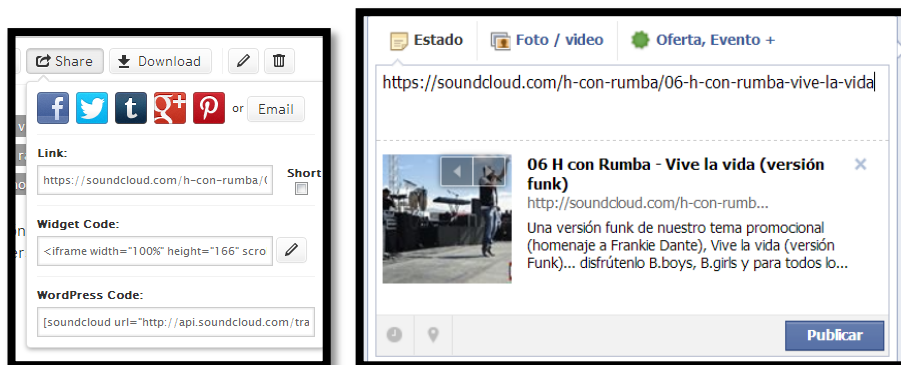 Share
Download
or Email
Link:
https://soundcloud.com/h-con-rumba/
Short
Widget Code:
<iframe width="100%" height="166" scro
WordPress Code:
[soundcloud url="http://api.soundcloud.com/tra
Estado
Foto / video
Oferta, Evento +
https://soundcloud.com/h-con-rumba/06-h-con-rumba-vive-la-vida
06 H con Rumba - Vive la vida (versión
funk)
http://soundcloud.com/h-con-rumb...
Una versión funk de nuestro tema promocional
(homenaje a Frankie Dante), Vive la vida (versión
Funk)... disfrútenlo B.boys, B.girls y para todos lo...
Publicar